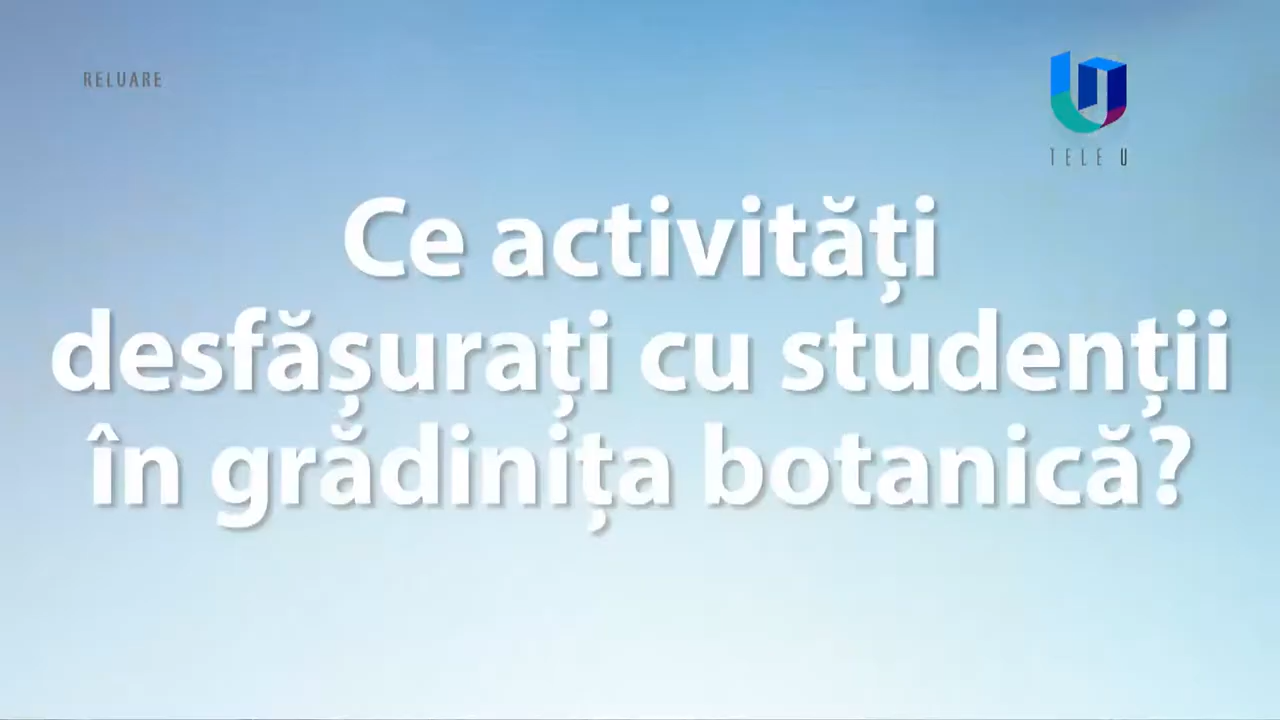 RELUARE
TELE U
Ce activități
desfășurați cu studenții
în grădinița botanică?